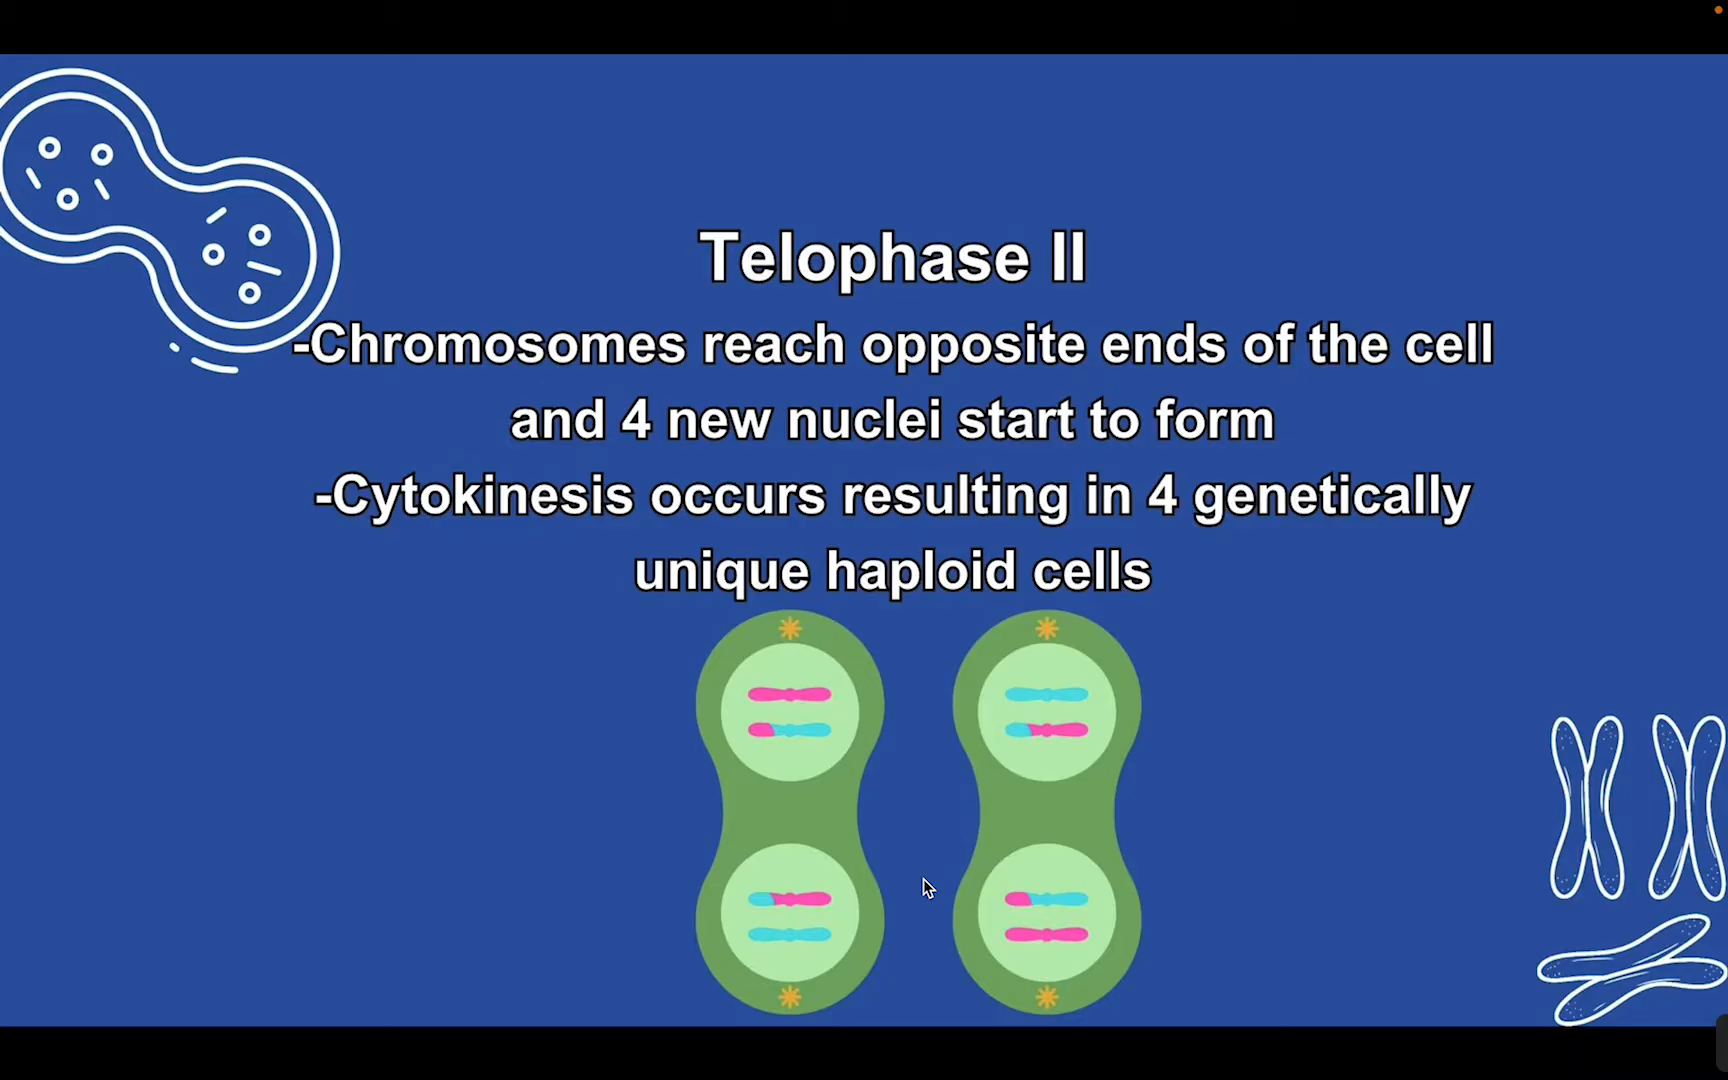 Telophase II
-Chromosomes reach opposite ends of the cell
and 4 new nuclei start to form
-Cytokinesis occurs resulting in 4 genetically
unique haploid cells